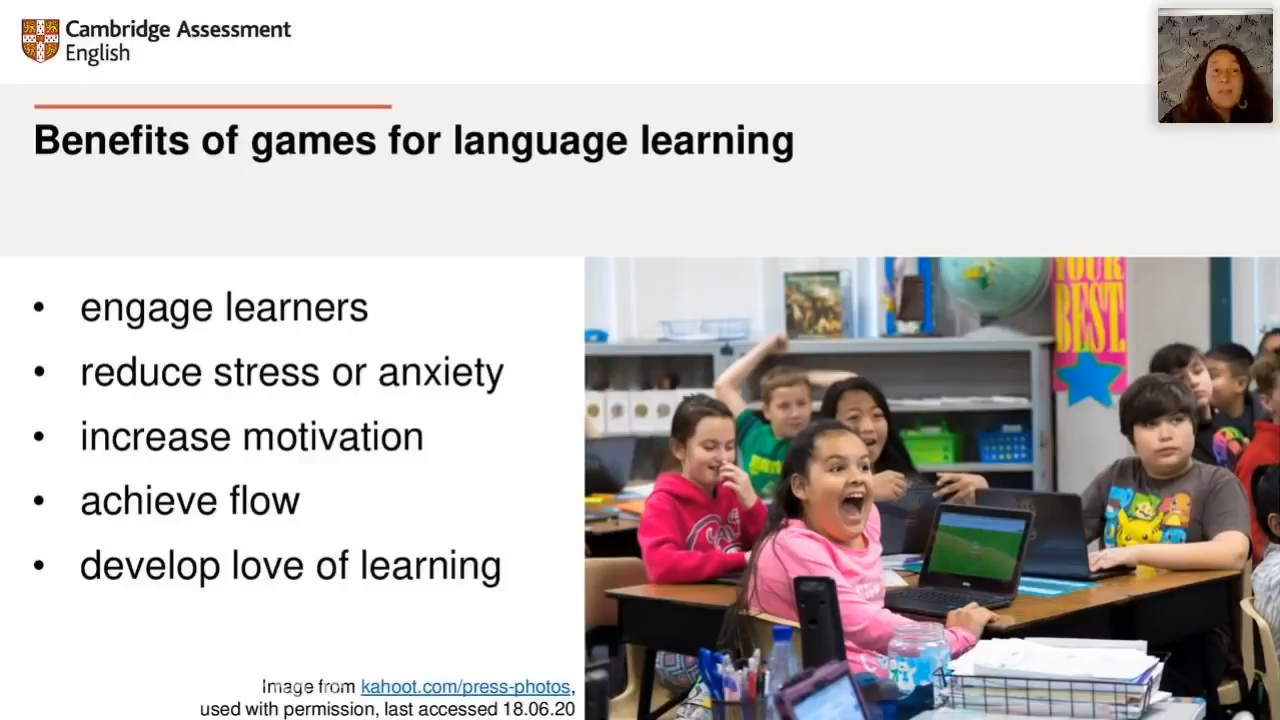 Cambridge Assessment
English
Benefits of games for language learning
• engage learners
• reduce stress or anxiety
• increase motivation
• achieve flow
• develop love of learning
YOUR
BEST.
Image from kahoot.com/press-photos,
used with permission, last accessed 18.06.20